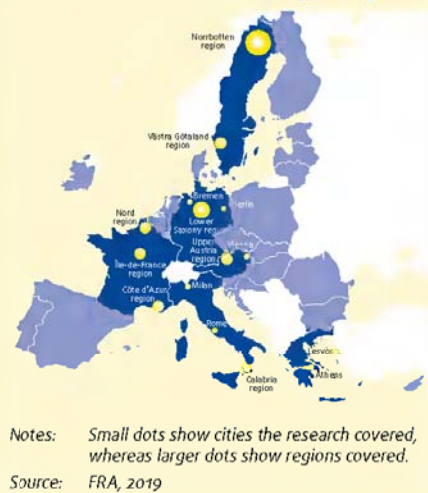 Norrbotten
region
Västra Götaland
region
Bremen
Berlin
Lower
Saxony reg
Nord
region
Upper
Austria
region
Vienna
Île-de-France
region
Milan
Côte d'Azur
region
Rome
Lesvos
Athens
Calabria
region
Notes: Small dots show cities the research covered,
whereas larger dots show regions covered.
Source: FRA, 2019